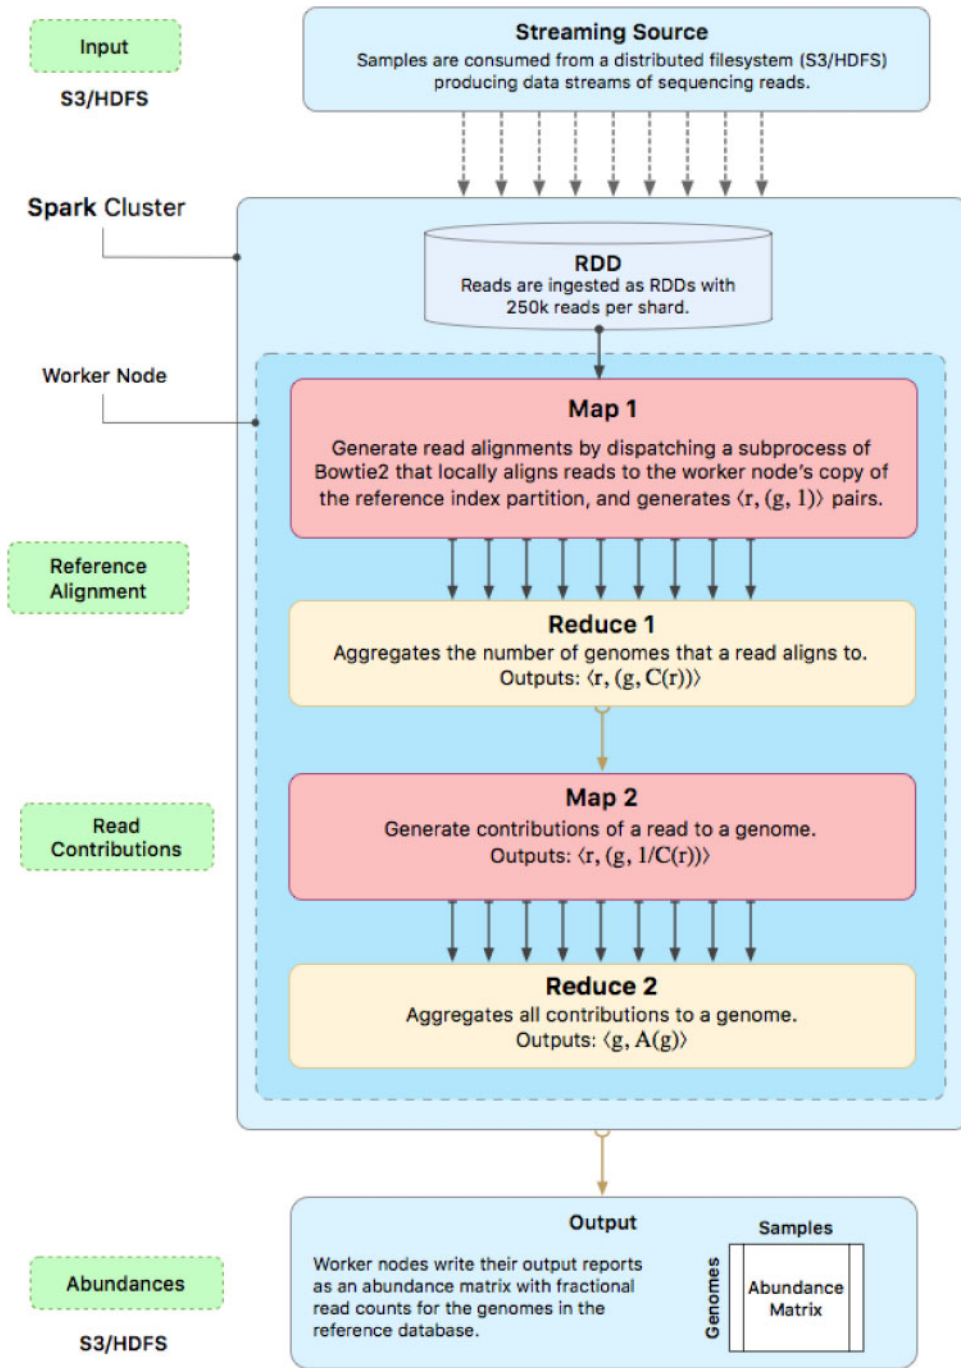 Input
S3/HDFS
Streaming Source
Samples are consumed from a distributed filesystem (S3/HDFS)
producing data streams of sequencing reads.
Spark Cluster
RDD
Reads are ingested as RDDs with
250k reads per shard.
Worker Node
Map 1
Generate read alignments by dispatching a subprocess of
Bowtie2 that locally aligns reads to the worker node's copy of
the reference index partition, and generates ⟨r, (g, 1)⟩ pairs.
Reference
Alignment
Reduce 1
Aggregates the number of genomes that a read aligns to.
Outputs: ⟨r, (g, C(r))⟩
Read
Contributions
Map 2
Generate contributions of a read to a genome.
Outputs: ⟨r, (g, 1/C(r))⟩
Reduce 2
Aggregates all contributions to a genome.
Outputs: ⟨g, A(g)⟩
Abundances
S3/HDFS
Output
Worker nodes write their output reports
as an abundance matrix with fractional
read counts for the genomes in the
reference database.
Samples
Genomes
Abundance
Matrix